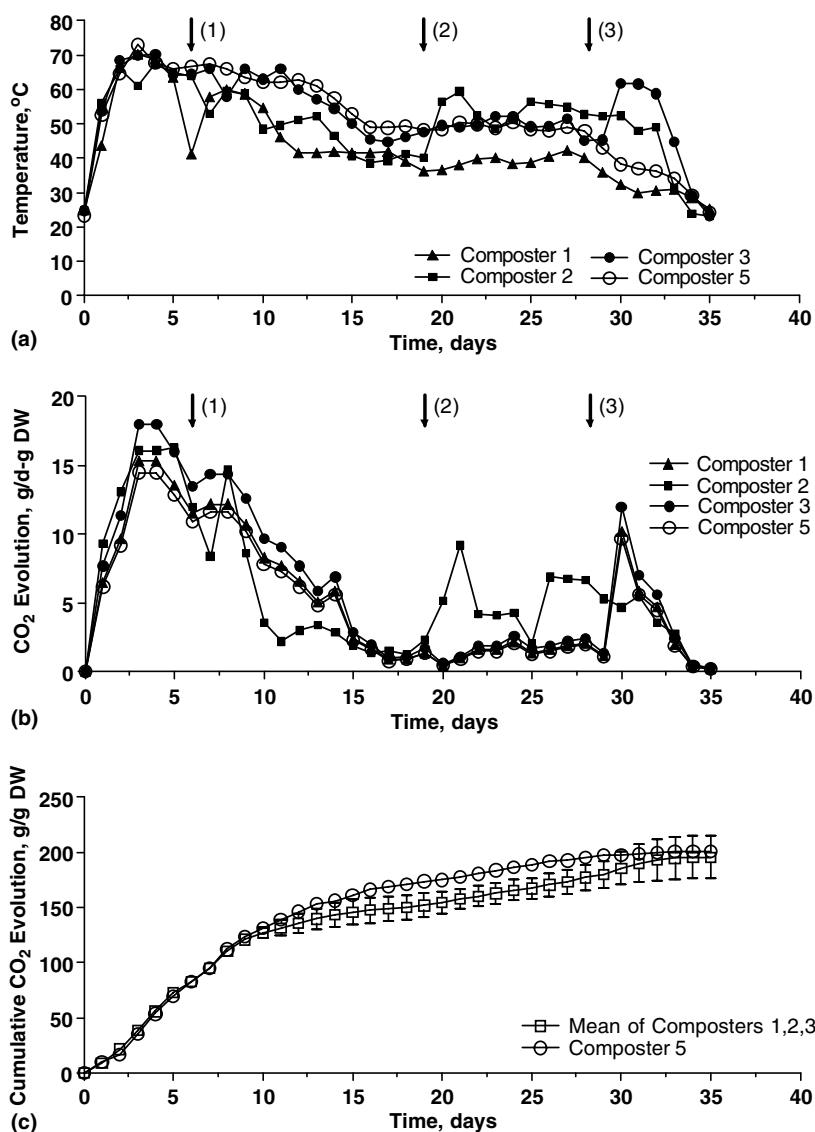 80
70
60
50
40
30
20
10
0
Temperature,°C
(1)
(2)
(3)
Composter 1
Composter 2
Composter 3
Composter 5
0 5 10 15 20 25 30 35 40
Time, days
(a)
20
15
10
5
0
CO₂ Evolution, g/d-g DW
(1)
(2)
(3)
Composter 1
Composter 2
Composter 3
Composter 5
0 5 10 15 20 25 30 35 40
Time, days
(b)
250
200
150
100
50
0
Cumulative CO₂ Evolution, g/g DW
Mean of Composters 1,2,3
Composter 5
0 5 10 15 20 25 30 35 40
Time, days
(c)